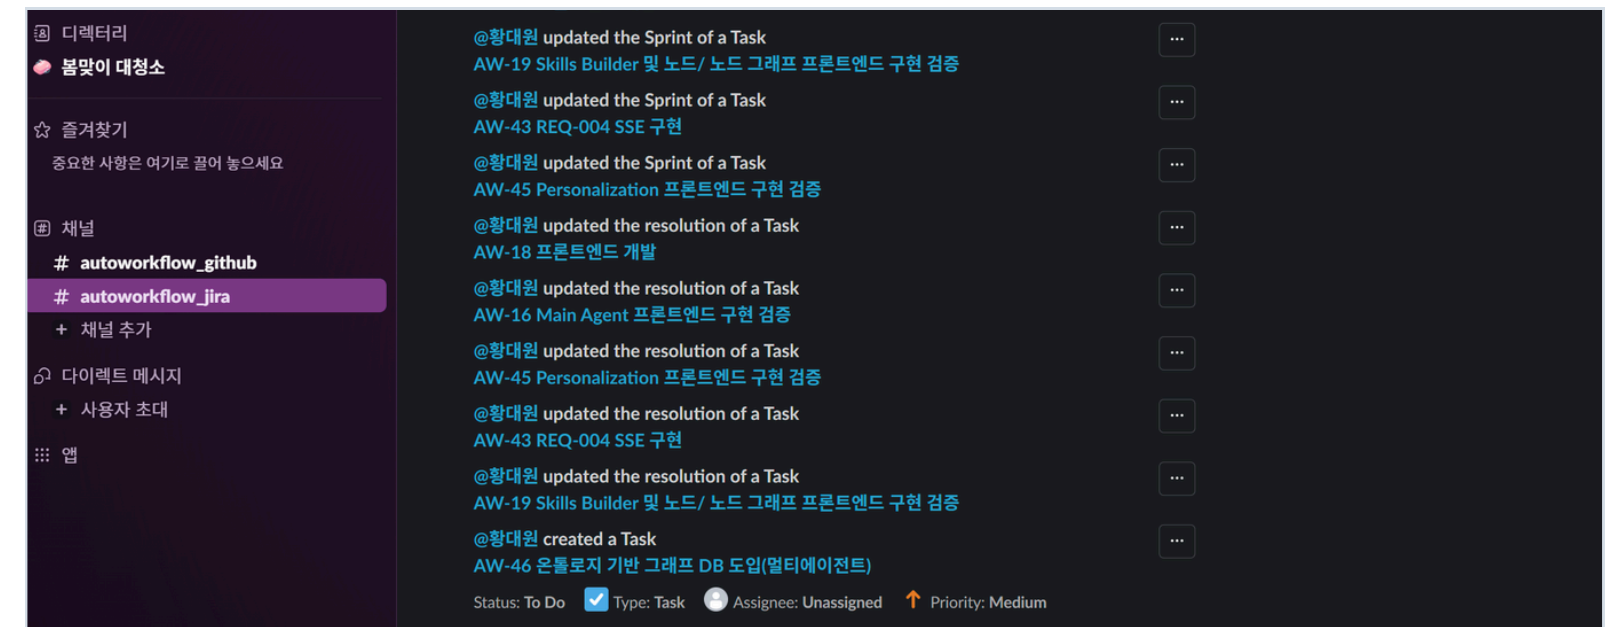 디렉터리
봄맞이 대청소
즐겨찾기
중요한 사항은 여기로 끌어 놓으세요
채널
# autoworkflow_github
# autoworkflow_jira
+ 채널 추가
다이렉트 메시지
+ 사용자 초대
앱
@황대원 updated the Sprint of a Task
AW-19 Skills Builder 및 노드/ 노드 그래프 프론트엔드 구현 검증
@황대원 updated the Sprint of a Task
AW-43 REQ-004 SSE 구현
@황대원 updated the Sprint of a Task
AW-45 Personalization 프론트엔드 구현 검증
@황대원 updated the resolution of a Task
AW-18 프론트엔드 개발
@황대원 updated the resolution of a Task
AW-16 Main Agent 프론트엔드 구현 검증
@황대원 updated the resolution of a Task
AW-45 Personalization 프론트엔드 구현 검증
@황대원 updated the resolution of a Task
AW-43 REQ-004 SSE 구현
@황대원 updated the resolution of a Task
AW-19 Skills Builder 및 노드/ 노드 그래프 프론트엔드 구현 검증
@황대원 created a Task
AW-46 온톨로지 기반 그래프 DB 도입(멀티에이전트)
Status: To Do Type: Task Assignee: Unassigned Priority: Medium